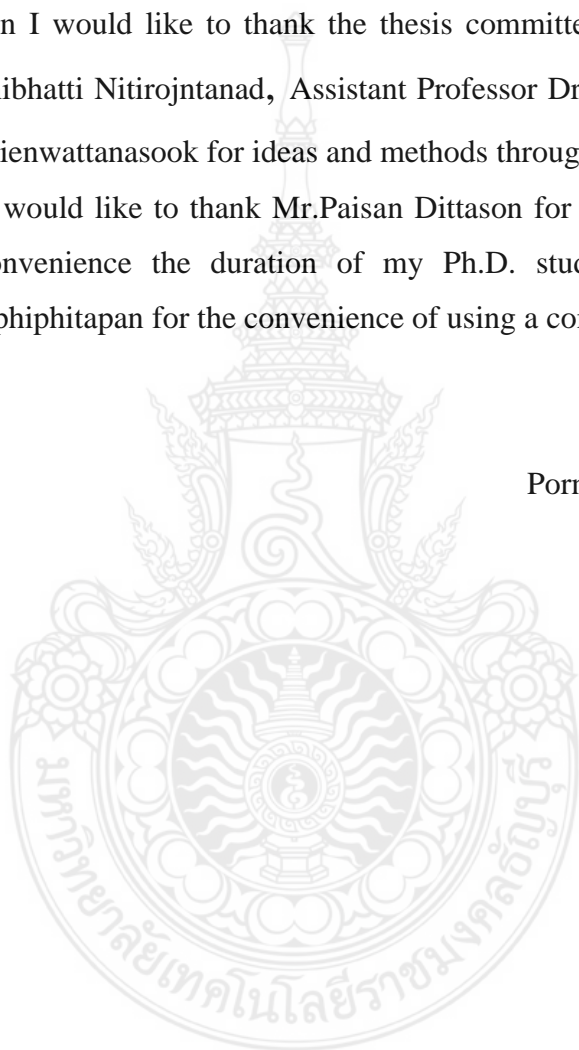 n I would like to thank the thesis committe
ibhatti Nitirojntanad, Assistant Professor Dr
ienwattanasook for ideas and methods throug
would like to thank Mr.Paisan Dittason for
onvenience the duration of my Ph.D. stud
phiphitapan for the convenience of using a co
Porn
มหาวิทยาลัยเทคโนโลยีราชมงคลธัญบุรี